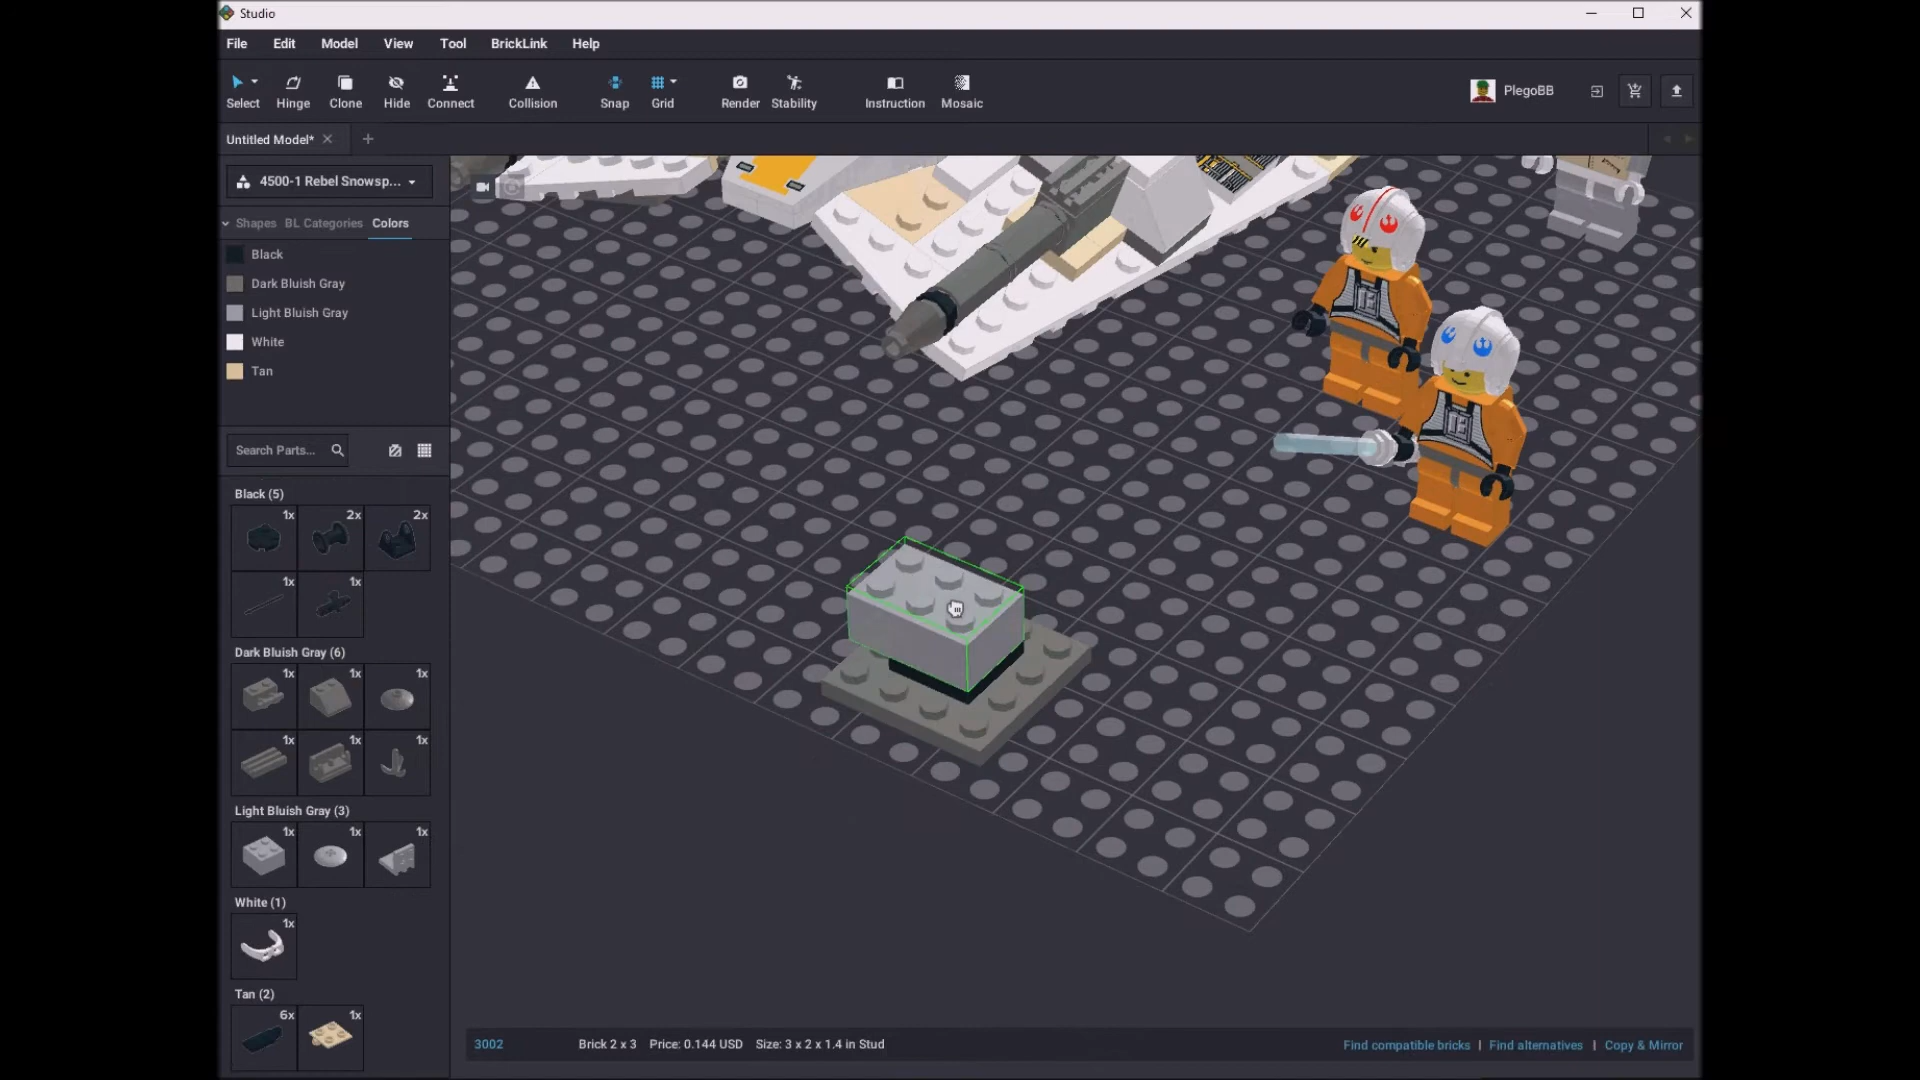 Studio
File Edit Model View Tool BrickLink Help
Select Hinge Clone Hide Connect Collision Snap Grid Render Stability Instruction Mosaic
PlegoBB
Untitled Model*
4500-1 Rebel Snowsp...
Shapes BL Categories Colors
Black
Dark Bluish Gray
Light Bluish Gray
White
Tan
Search Parts...
Black (5)
1x 2x 2x
1x 1x
Dark Bluish Gray (6)
1x 1x 1x
1x 1x 1x
Light Bluish Gray (3)
1x 1x 1x
White (1)
1x
Tan (2)
6x 1x
3002 Brick 2 x 3 Price: 0.144 USD Size: 3 x 2 x 1.4 in Stud Find compatible bricks | Find alternatives | Copy & Mirror